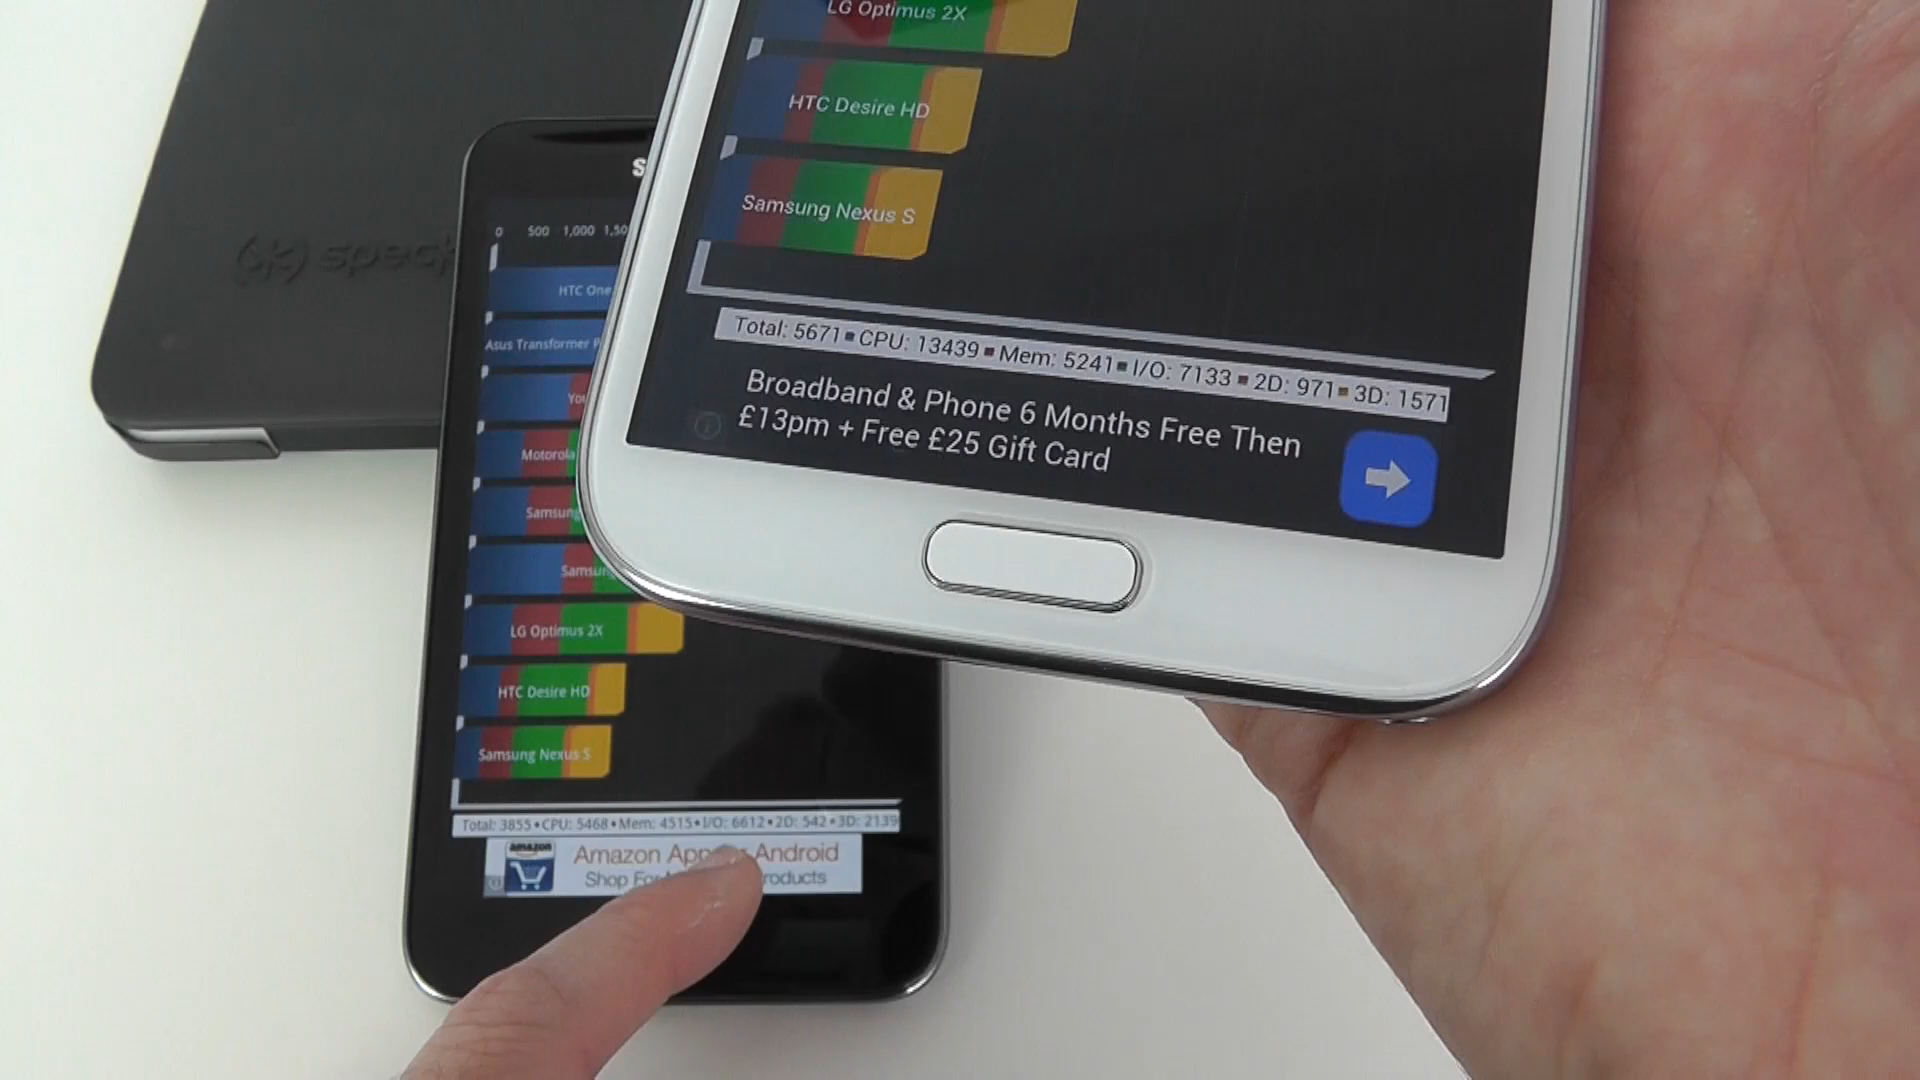 LG Optimus 2X
HTC Desire HD
Samsung Nexus S
Total: 5671 ▪ CPU: 13439 ▪ Mem: 5241 ▪ I/O: 7133 ▪ 2D: 971 ▪ 3D: 1571
Broadband & Phone 6 Months Free Then
£13pm + Free £25 Gift Card
speck
0 500 1,000
HTC One
Asus Transformer
Motorola
Samsung
Samsung
LG Optimus 2X
HTC Desire HD
Samsung Nexus S
Total: 3855 • CPU: 5468 • Mem: 4515 • I/O: 6612 • 2D: 542 • 3D: 2139
amazon
Amazon App Android
Shop For